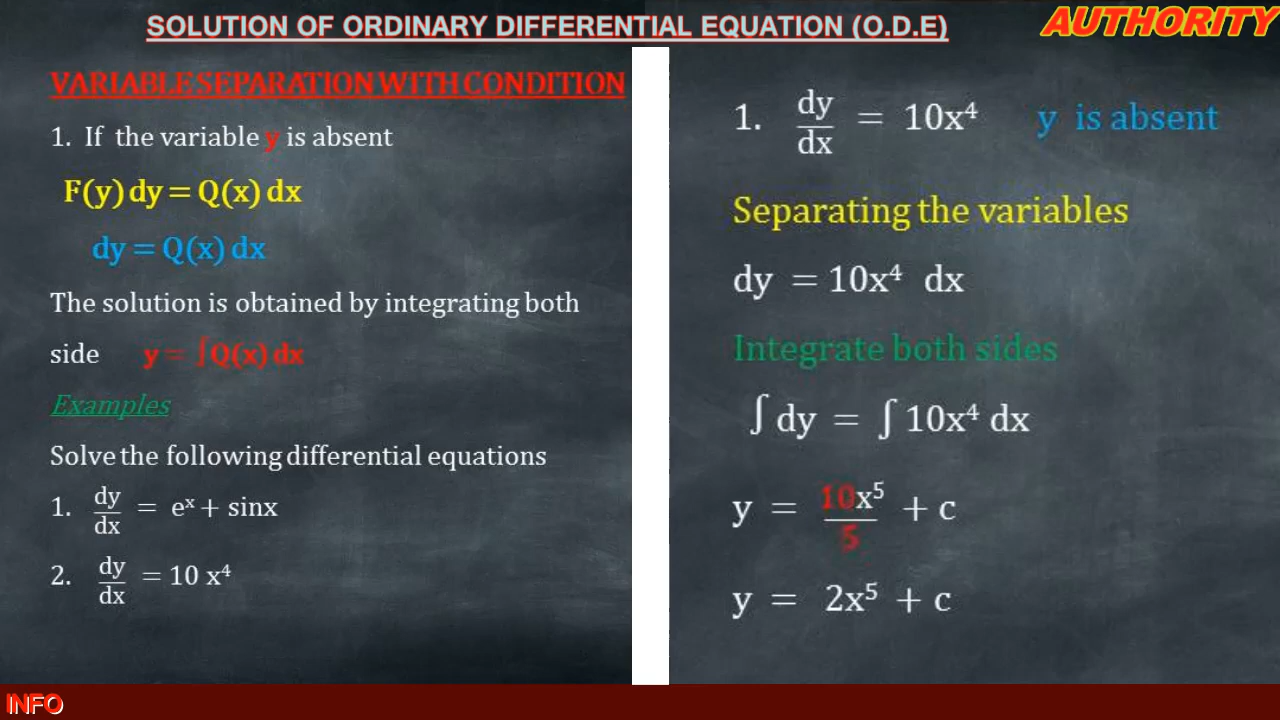 SOLUTION OF ORDINARY DIFFERENTIAL EQUATION (O.D.E)
AUTHORITY
VARIABLE SEPARATION WITH CONDITION
1. If the variable y is absent
F(y) dy = Q(x) dx
dy = Q(x) dx
The solution is obtained by integrating both
side y = ∫Q(x) dx
Examples
Solve the following differential equations
1. dy/dx = eˣ + sinx
2. dy/dx = 10 x⁴
1. dy/dx = 10x⁴ y is absent
Separating the variables
dy = 10x⁴ dx
Integrate both sides
∫ dy = ∫ 10x⁴ dx
y = 10x⁵/5 + c
y = 2x⁵ + c
INFO